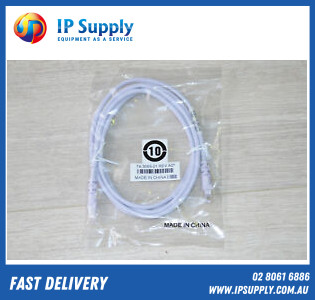 IP Supply
EQUIPMENT AS A SERVICE
10
MADE IN CHINA
MADE IN CHINA
FAST DELIVERY
02 8061 6886
WWW.IPSUPPLY.COM.AU